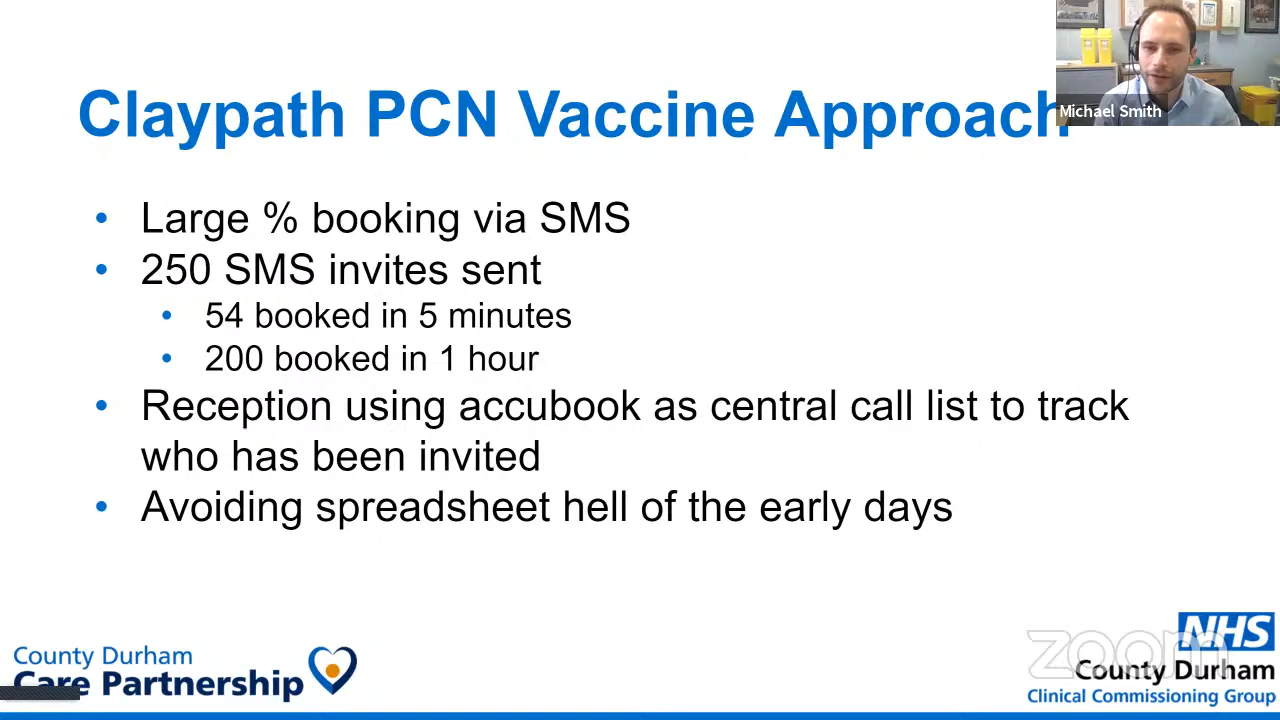 Claypath PCN Vaccine Approach
Michael Smith
• Large % booking via SMS
• 250 SMS invites sent
• 54 booked in 5 minutes
• 200 booked in 1 hour
• Reception using accubook as central call list to track
who has been invited
• Avoiding spreadsheet hell of the early days
County Durham
Care Partnership
NHS
zoom
County Durham
Clinical Commissioning Group